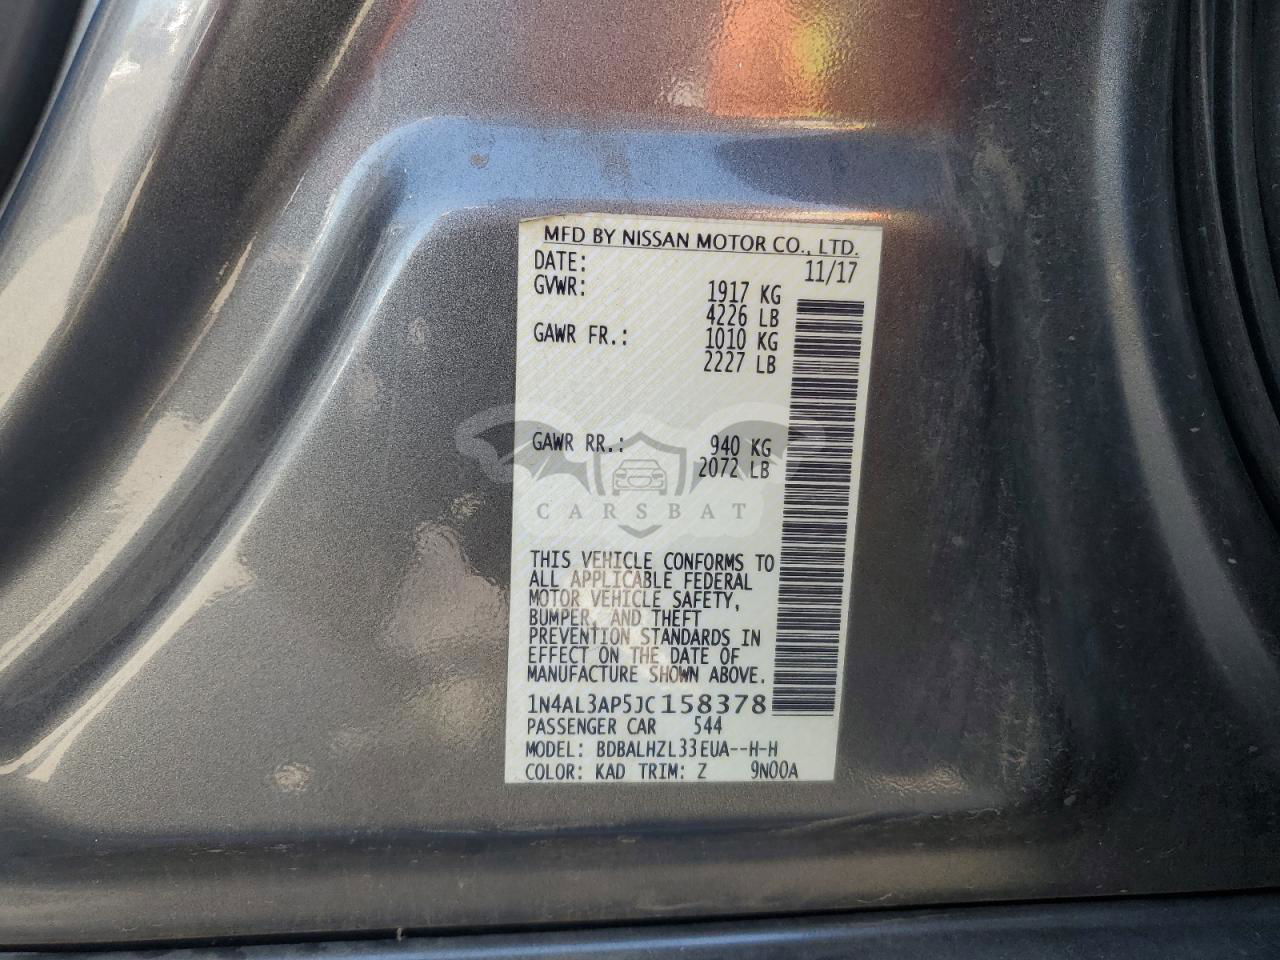 MFD BY NISSAN MOTOR CO., LTD.
DATE: 11/17
GVWR: 1917 KG
4226 LB
GAWR FR.: 1010 KG
2227 LB
GAWR RR.: 940 KG
2072 LB
CARSBAT
THIS VEHICLE CONFORMS TO
ALL APPLICABLE FEDERAL
MOTOR VEHICLE SAFETY,
BUMPER, AND THEFT
PREVENTION STANDARDS IN
EFFECT ON THE DATE OF
MANUFACTURE SHOWN ABOVE.
1N4AL3AP5JC158378
PASSENGER CAR 544
MODEL: BDBALHZL33EUA--H-H
COLOR: KAD TRIM: Z 9N00A